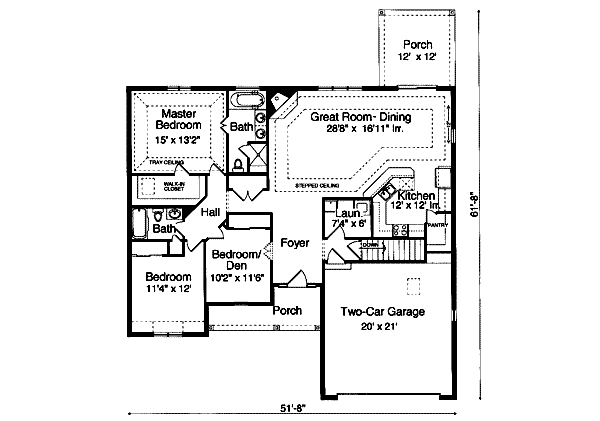 Porch
12' x 12'
Master
Bedroom
15' x 13'2"
TRAY CEILING
Bath
Great Room- Dining
28'8" x 16'11" Irr.
STEPPED CEILING
WALK-IN
CLOSET
Hall
Bath
Kitchen
12' x 12' Irr.
PANTRY
Laun.
7'4" x 6'
DOWN
Foyer
Bedroom/
Den
10'2" x 11'6"
Bedroom
11'4" x 12'
Porch
Two-Car Garage
20' x 21'
61'-8"
51'-8"